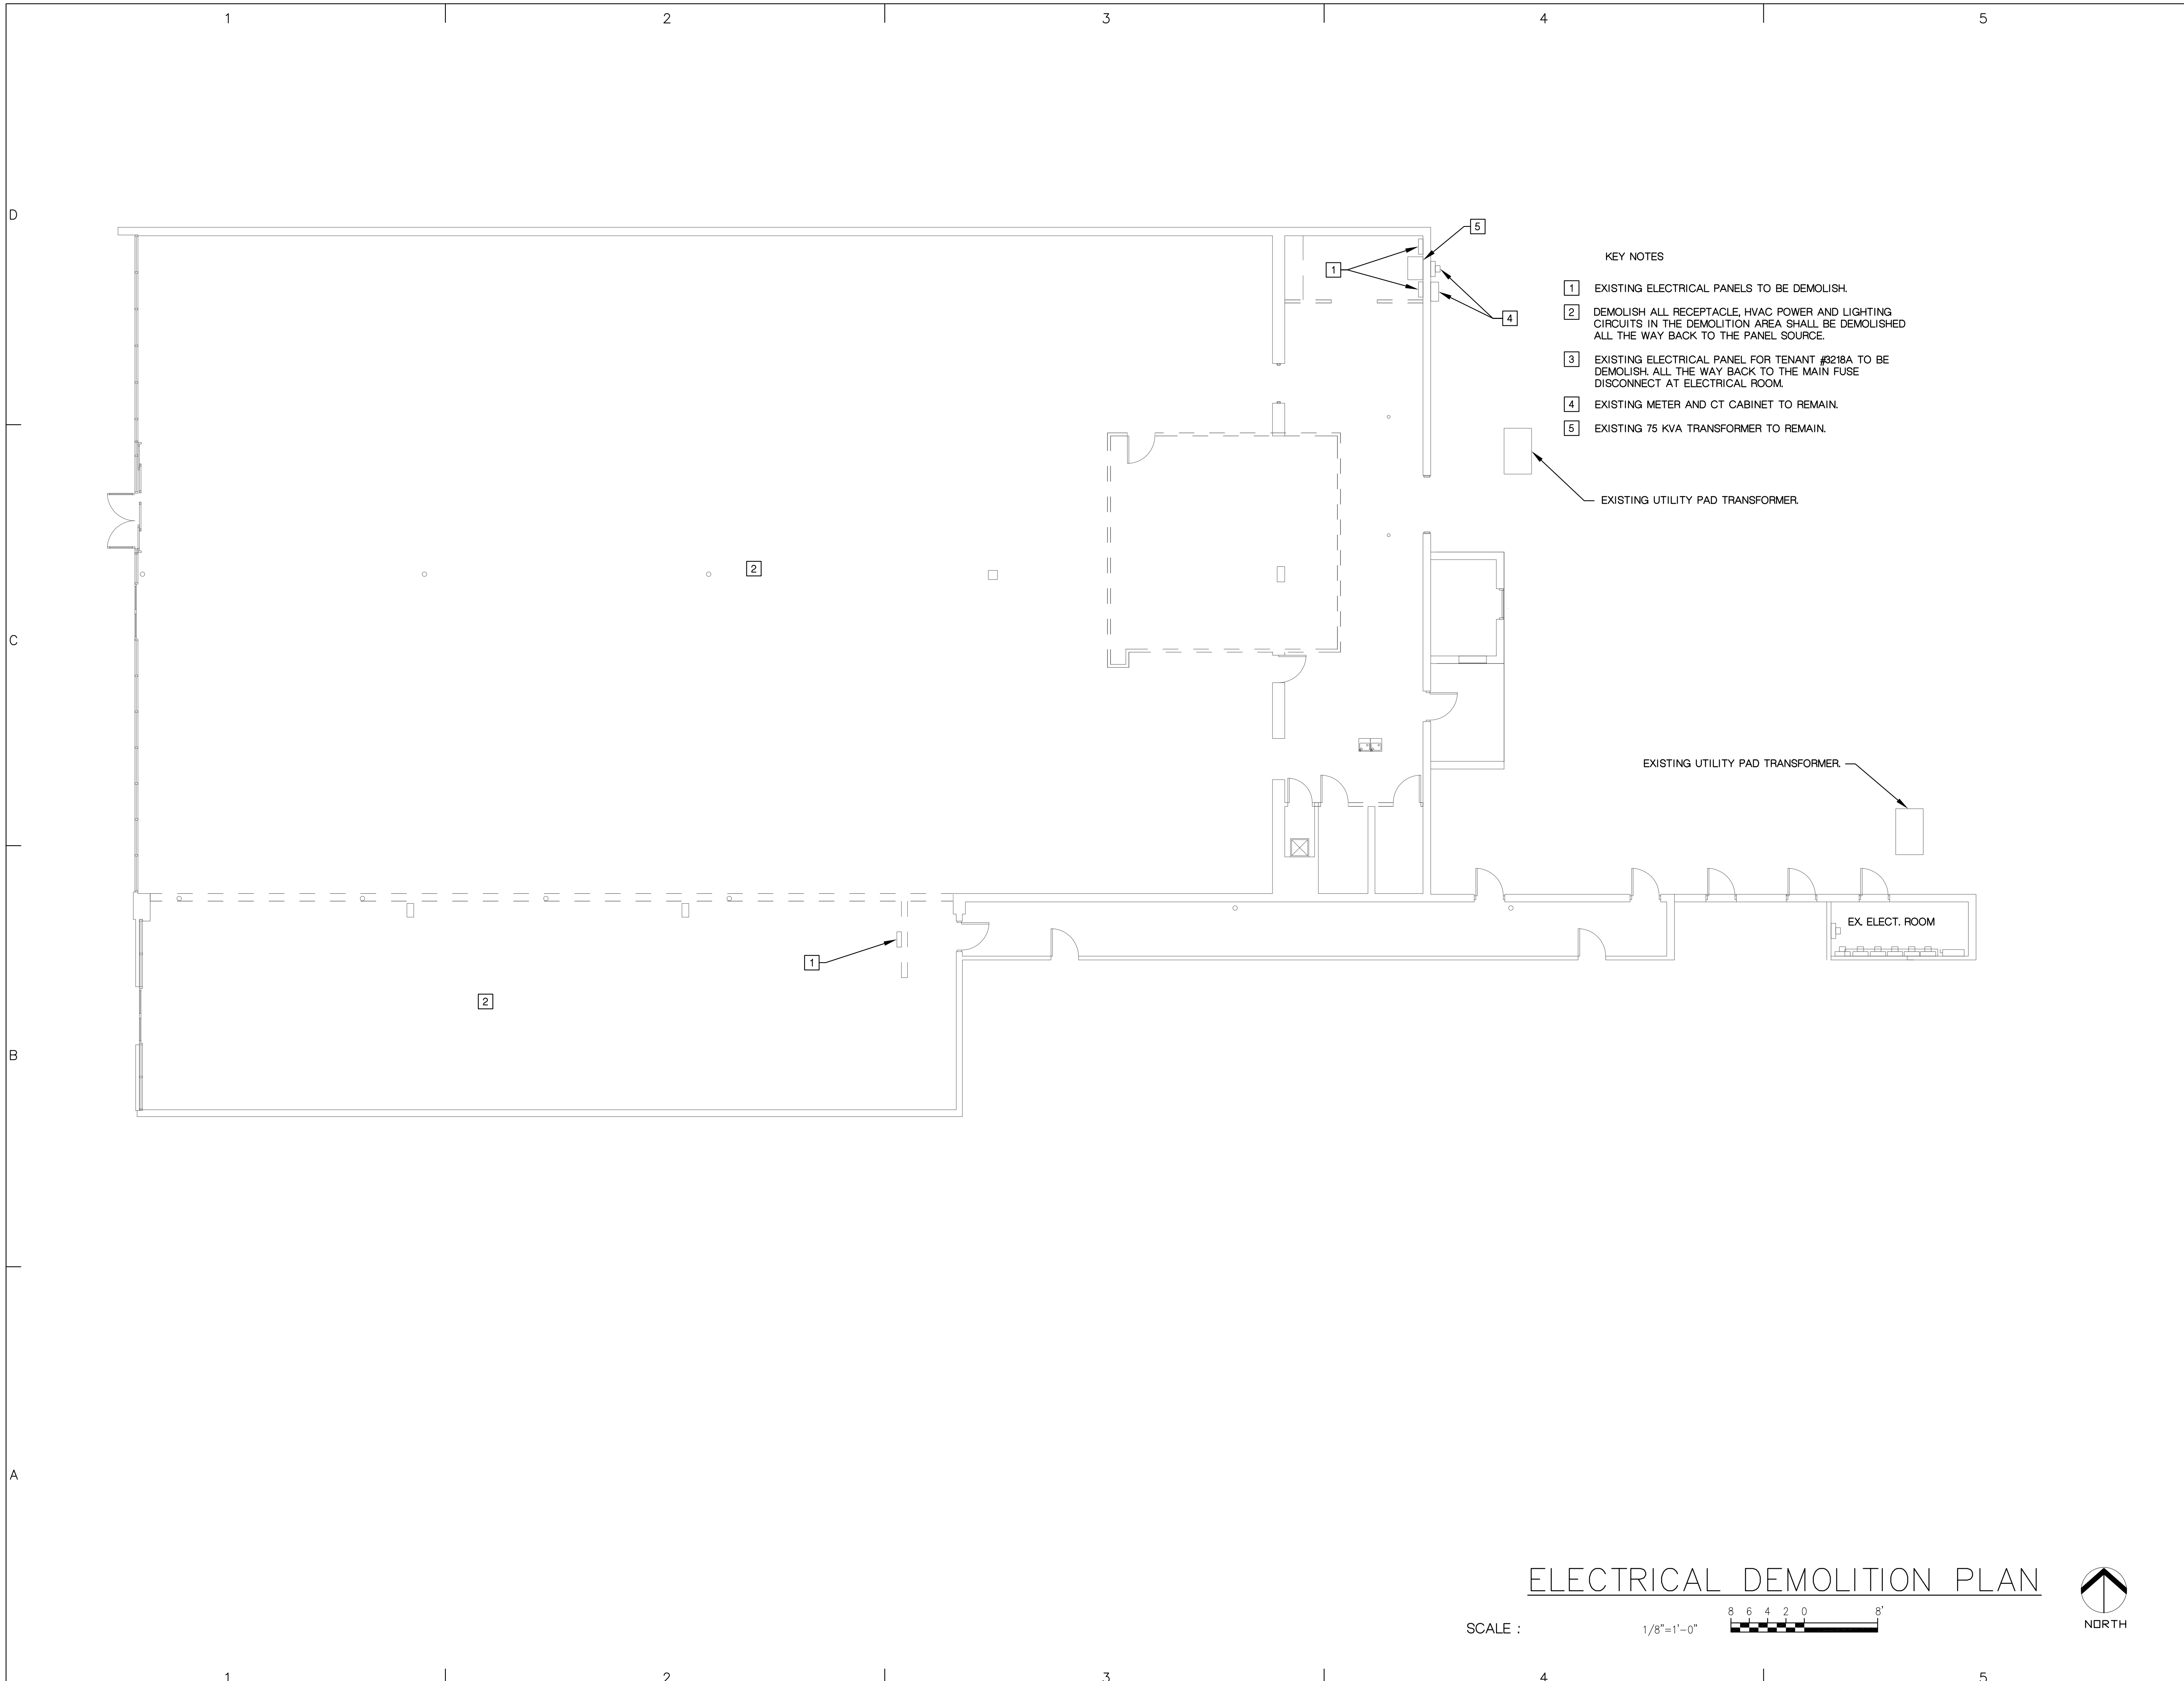 1 2 3 4 5
D
5
1
4
KEY NOTES
1 EXISTING ELECTRICAL PANELS TO BE DEMOLISH.
2 DEMOLISH ALL RECEPTACLE, HVAC POWER AND LIGHTING
CIRCUITS IN THE DEMOLITION AREA SHALL BE DEMOLISHED
ALL THE WAY BACK TO THE PANEL SOURCE.
3 EXISTING ELECTRICAL PANEL FOR TENANT #3218A TO BE
DEMOLISH. ALL THE WAY BACK TO THE MAIN FUSE
DISCONNECT AT ELECTRICAL ROOM.
4 EXISTING METER AND CT CABINET TO REMAIN.
5 EXISTING 75 KVA TRANSFORMER TO REMAIN.
EXISTING UTILITY PAD TRANSFORMER.
2
C
EXISTING UTILITY PAD TRANSFORMER.
EX. ELECT. ROOM
1
2
B
A
ELECTRICAL DEMOLITION PLAN
8 6 4 2 0 8'
SCALE : 1/8"=1'-0"
NORTH
1 2 3 4 5